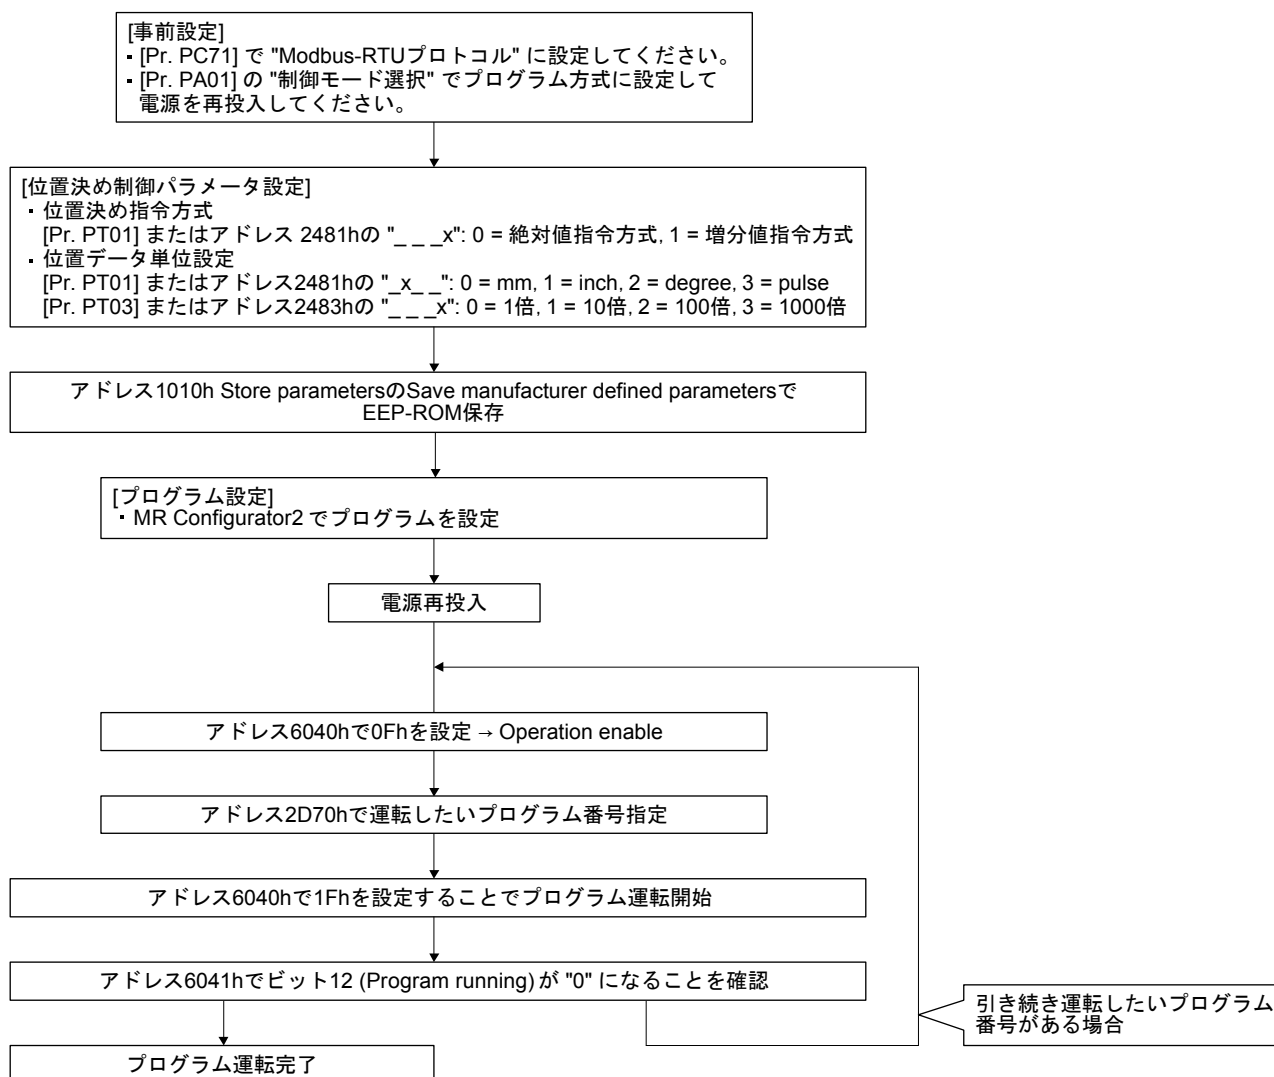 [事前設定]
・[Pr. PC71] で "Modbus-RTUプロトコル" に設定してください。
・[Pr. PA01] の "制御モード選択" でプログラム方式に設定して
電源を再投入してください。
[位置決め制御パラメータ設定]
・位置決め指令方式
[Pr. PT01] またはアドレス 2481hの "_ _ _x": 0 = 絶対値指令方式, 1 = 増分値指令方式
・位置データ単位設定
[Pr. PT01] またはアドレス2481hの "_x_ _": 0 = mm, 1 = inch, 2 = degree, 3 = pulse
[Pr. PT03] またはアドレス2483hの "_ _ _x": 0 = 1倍, 1 = 10倍, 2 = 100倍, 3 = 1000倍
アドレス1010h Store parametersのSave manufacturer defined parametersで
EEP-ROM保存
[プログラム設定]
・MR Configurator2 でプログラムを設定
電源再投入
アドレス6040hで0Fhを設定 → Operation enable
アドレス2D70hで運転したいプログラム番号指定
アドレス6040hで1Fhを設定することでプログラム運転開始
アドレス6041hでビット12 (Program running) が "0" になることを確認
引き続き運転したいプログラム
番号がある場合
プログラム運転完了